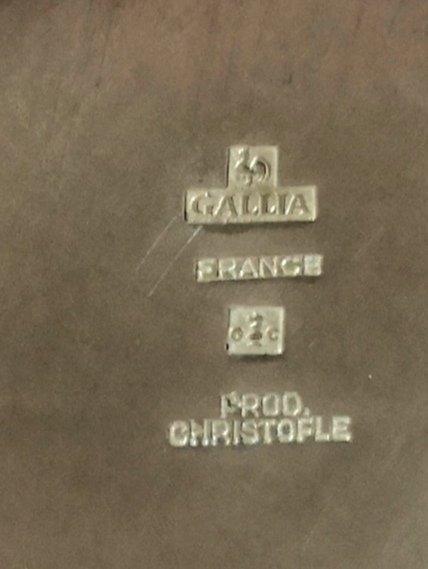 GALLIA
FRANCE
O C
PROD.
CHRISTOFLE